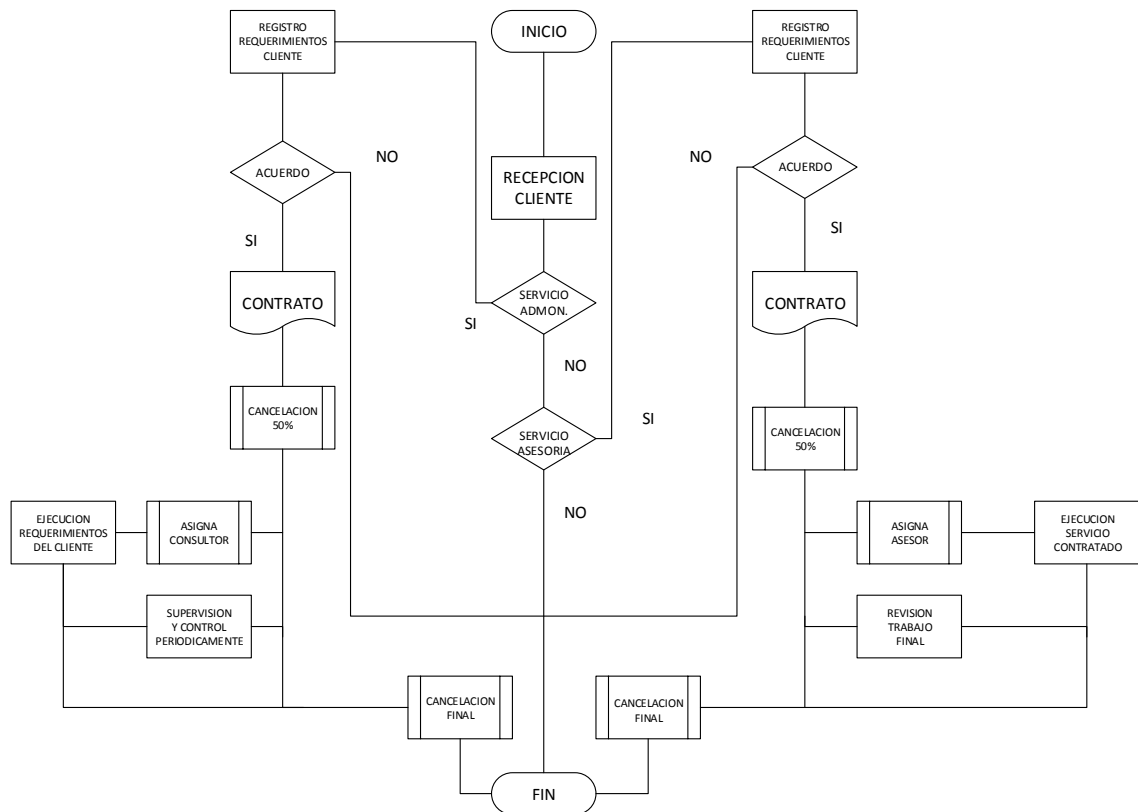 REGISTRO
REQUERIMIENTOS
CLIENTE
INICIO
REGISTRO
REQUERIMIENTOS
CLIENTE
ACUERDO
NO
RECEPCION
CLIENTE
NO
ACUERDO
SI
SI
CONTRATO
SERVICIO
ADMON.
SI
CONTRATO
NO
CANCELACION
50%
SERVICIO
ASESORIA
SI
CANCELACION
50%
NO
EJECUCION
REQUERIMIENTOS
DEL CLIENTE
ASIGNA
CONSULTOR
ASIGNA
ASESOR
EJECUCION
SERVICIO
CONTRATADO
SUPERVISION
Y CONTROL
PERIODICAMENTE
REVISION
TRABAJO
FINAL
CANCELACION
FINAL
CANCELACION
FINAL
FIN